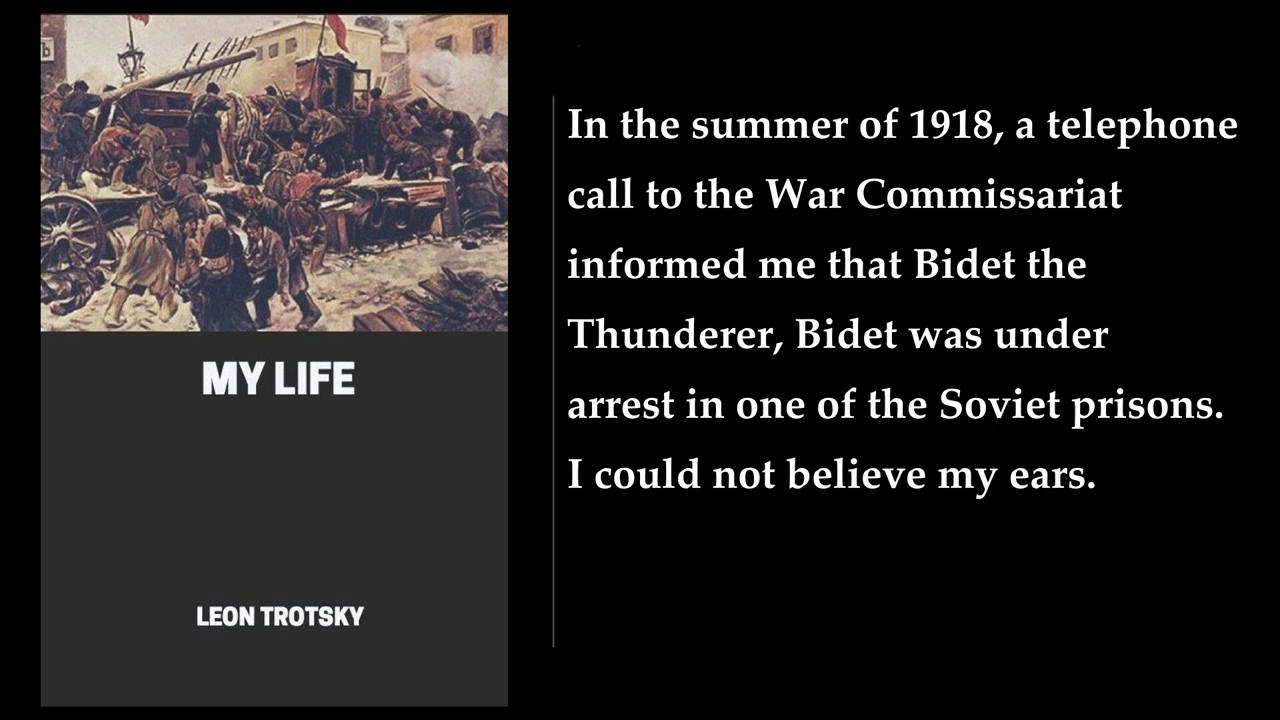 MY LIFE
LEON TROTSKY
In the summer of 1918, a telephone
call to the War Commissariat
informed me that Bidet the
Thunderer, Bidet was under
arrest in one of the Soviet prisons.
I could not believe my ears.